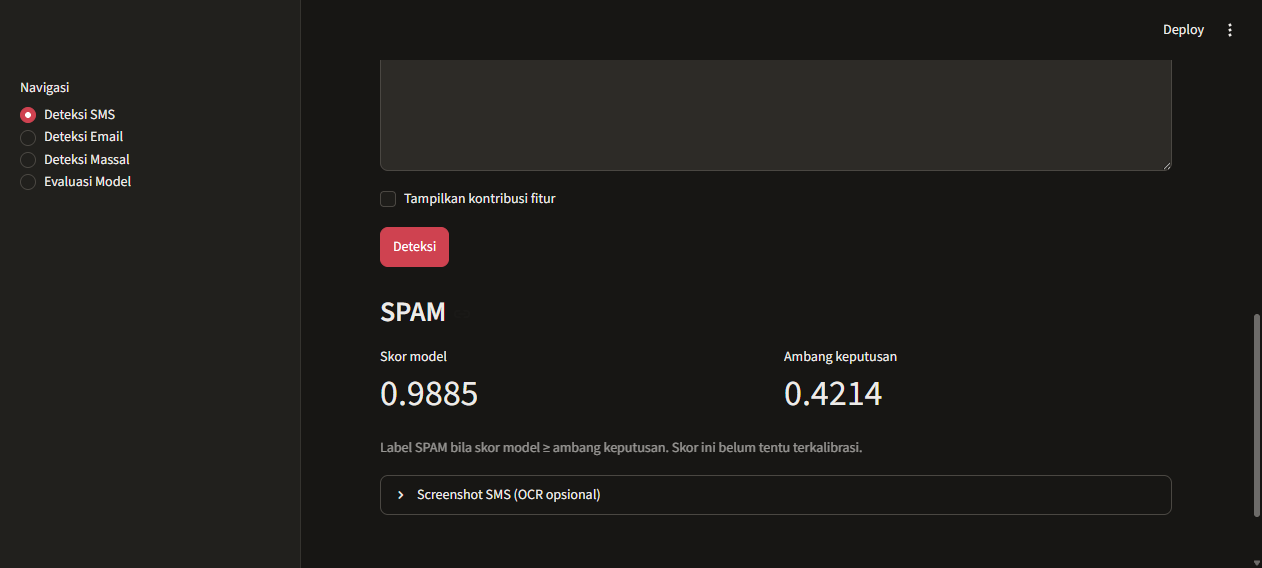 Deploy
Navigasi
Deteksi SMS
Deteksi Email
Deteksi Massal
Evaluasi Model
Tampilkan kontribusi fitur
Deteksi
SPAM
Skor model
0.9885
Ambang keputusan
0.4214
Label SPAM bila skor model ≥ ambang keputusan. Skor ini belum tentu terkalibrasi.
Screenshot SMS (OCR opsional)